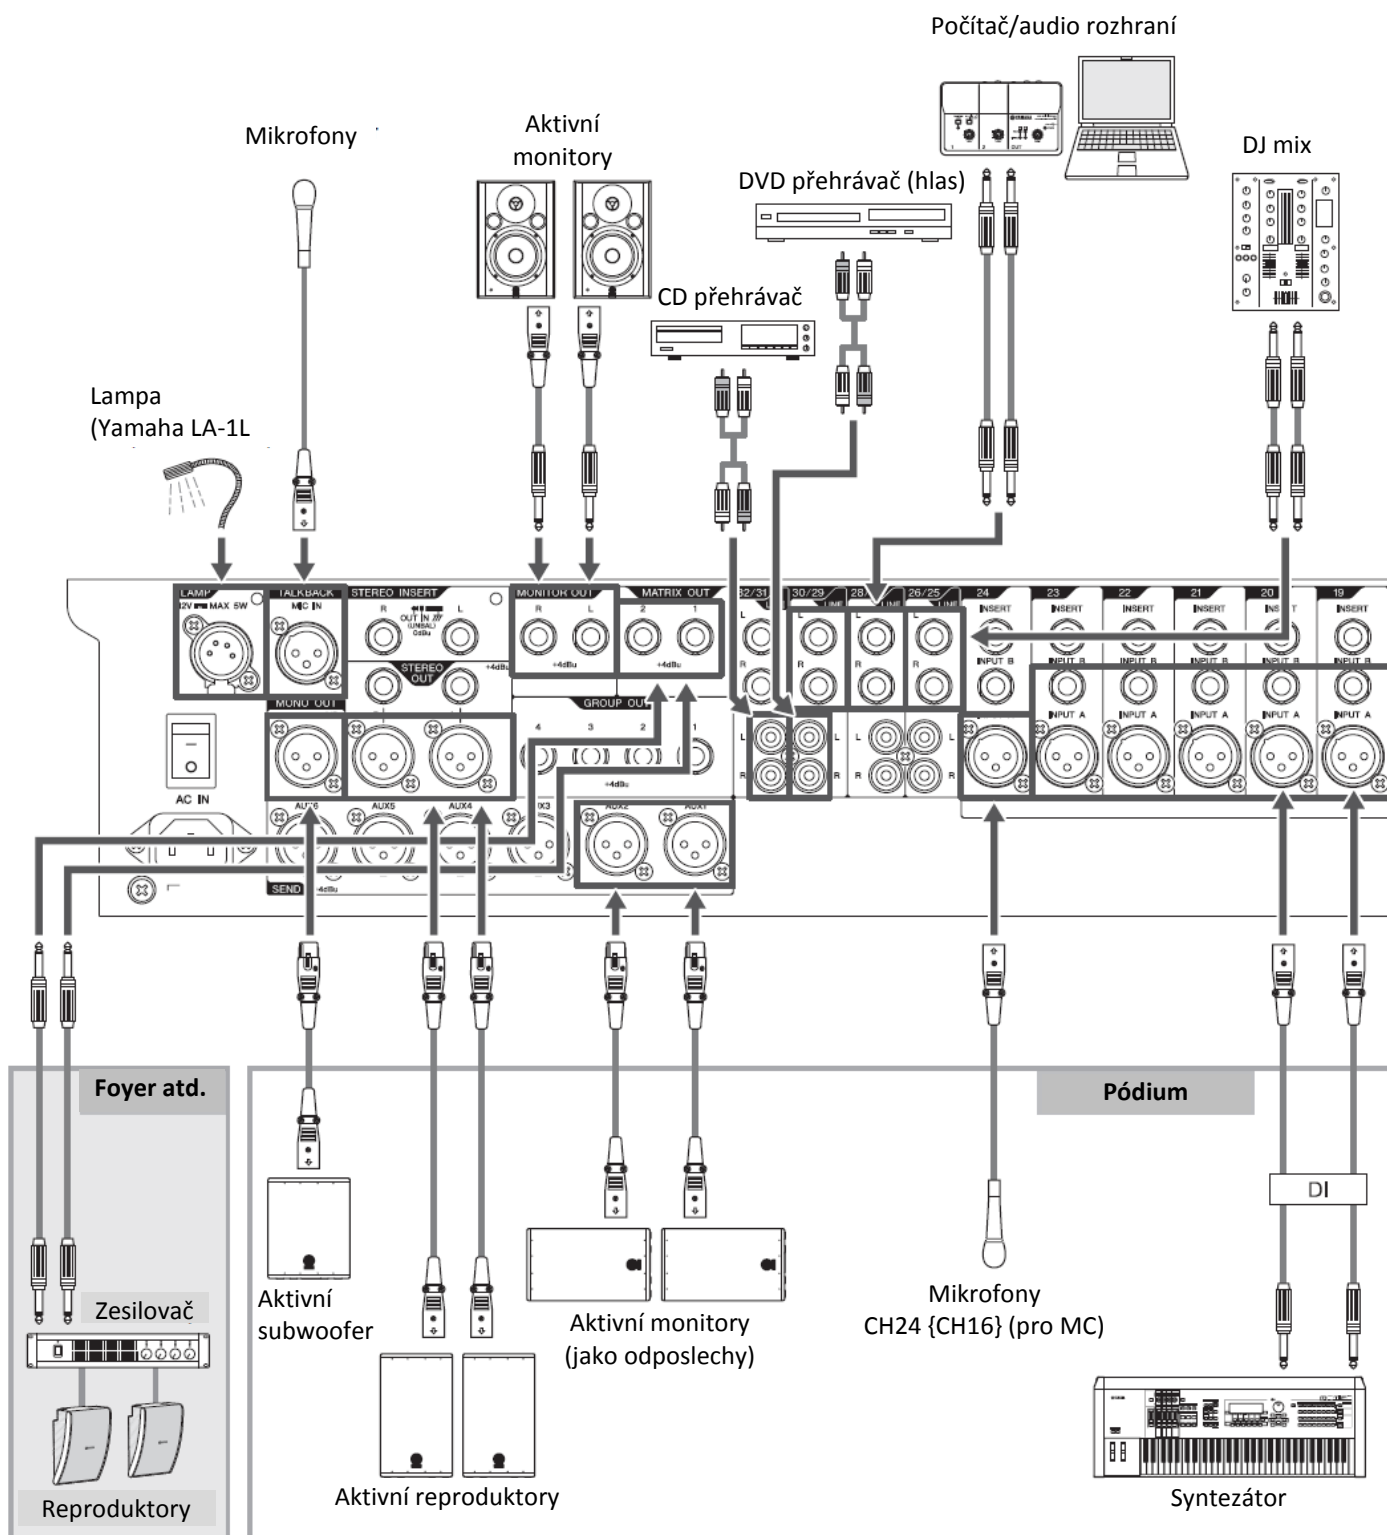 Počítač/audio rozhraní
Mikrofony
Aktivní
monitory
DJ mix
DVD přehrávač (hlas)
CD přehrávač
Lampa
(Yamaha LA-1L
LAMP
12V MAX 5W
TALKBACK
MIC IN
STEREO INSERT
R
L
OUT IN
(UNBAL)
0dBu
STEREO
OUT
+4dBu
MONITOR OUT
R
L
+4dBu
MATRIX OUT
2
1
+4dBu
32/31
30/29
LINE
26/25
LINE
L
L
L
L
R
R
R
R
24
23
22
21
20
19
INSERT
INSERT
INSERT
INSERT
INSERT
INSERT
INPUT B
INPUT B
INPUT B
INPUT B
INPUT B
INPUT B
INPUT A
INPUT A
INPUT A
INPUT A
INPUT A
MONO OUT
GROUP OUT
4
3
2
1
+4dBu
L
L
L
L
R
R
R
R
AC IN
AUX6
AUX5
AUX4
AUX3
AUX2
AUX1
SEND
+4dBu
Foyer atd.
Pódium
DI
Zesilovač
Aktivní
subwoofer
Aktivní monitory
(jako odposlechy)
Mikrofony
CH24 {CH16} (pro MC)
Reproduktory
Aktivní reproduktory
Syntezátor